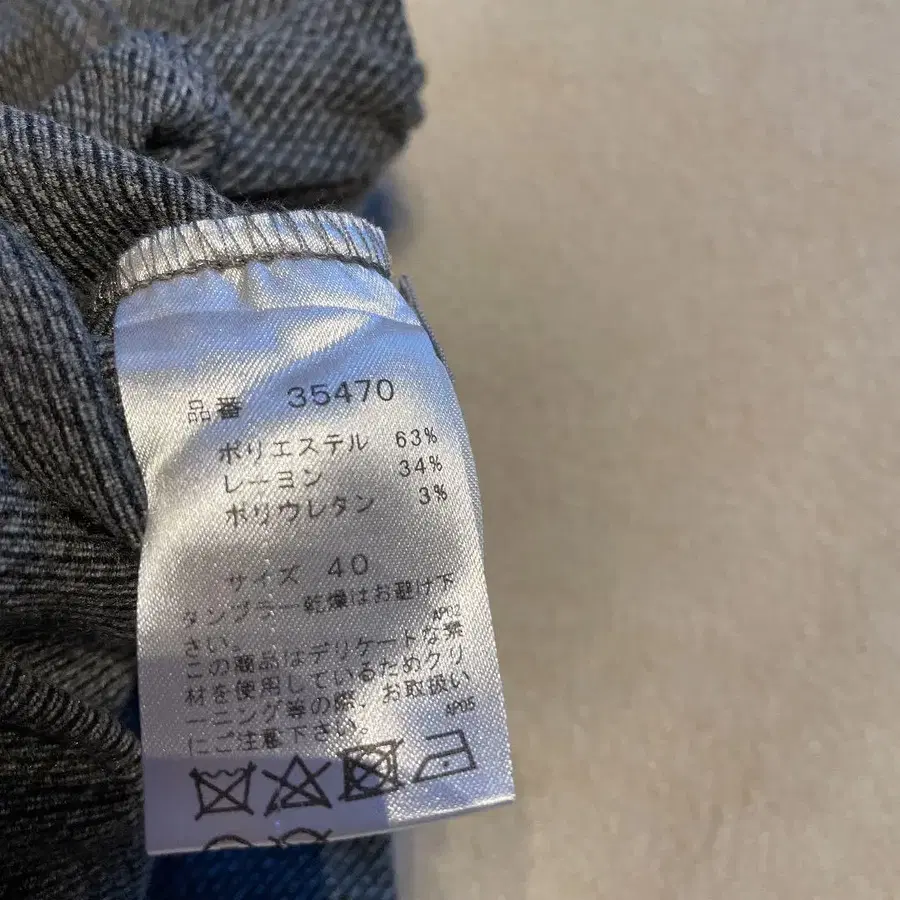 品番 35470
ポリエステル 63%
レーヨン 34%
ポリウレタン 3%
サイズ 40
タンブラー乾燥はお避け下
さい。 AP02
この商品はデリケートな素
材を使用しているためクリ
ーニング等の際、お取扱い
にご注意下さい。 AP05